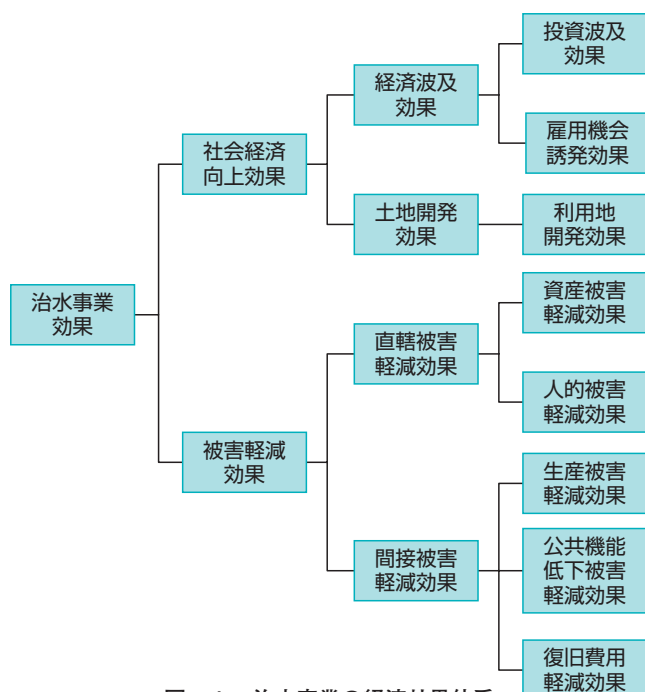 投資波及
効果
経済波及
効果
雇用機会
誘発効果
社会経済
向上効果
土地開発
効果
利用地
開発効果
治水事業
効果
資産被害
軽減効果
直轄被害
軽減効果
人的被害
軽減効果
被害軽減
効果
生産被害
軽減効果
間接被害
軽減効果
公共機能
低下被害
軽減効果
復旧費用
軽減効果